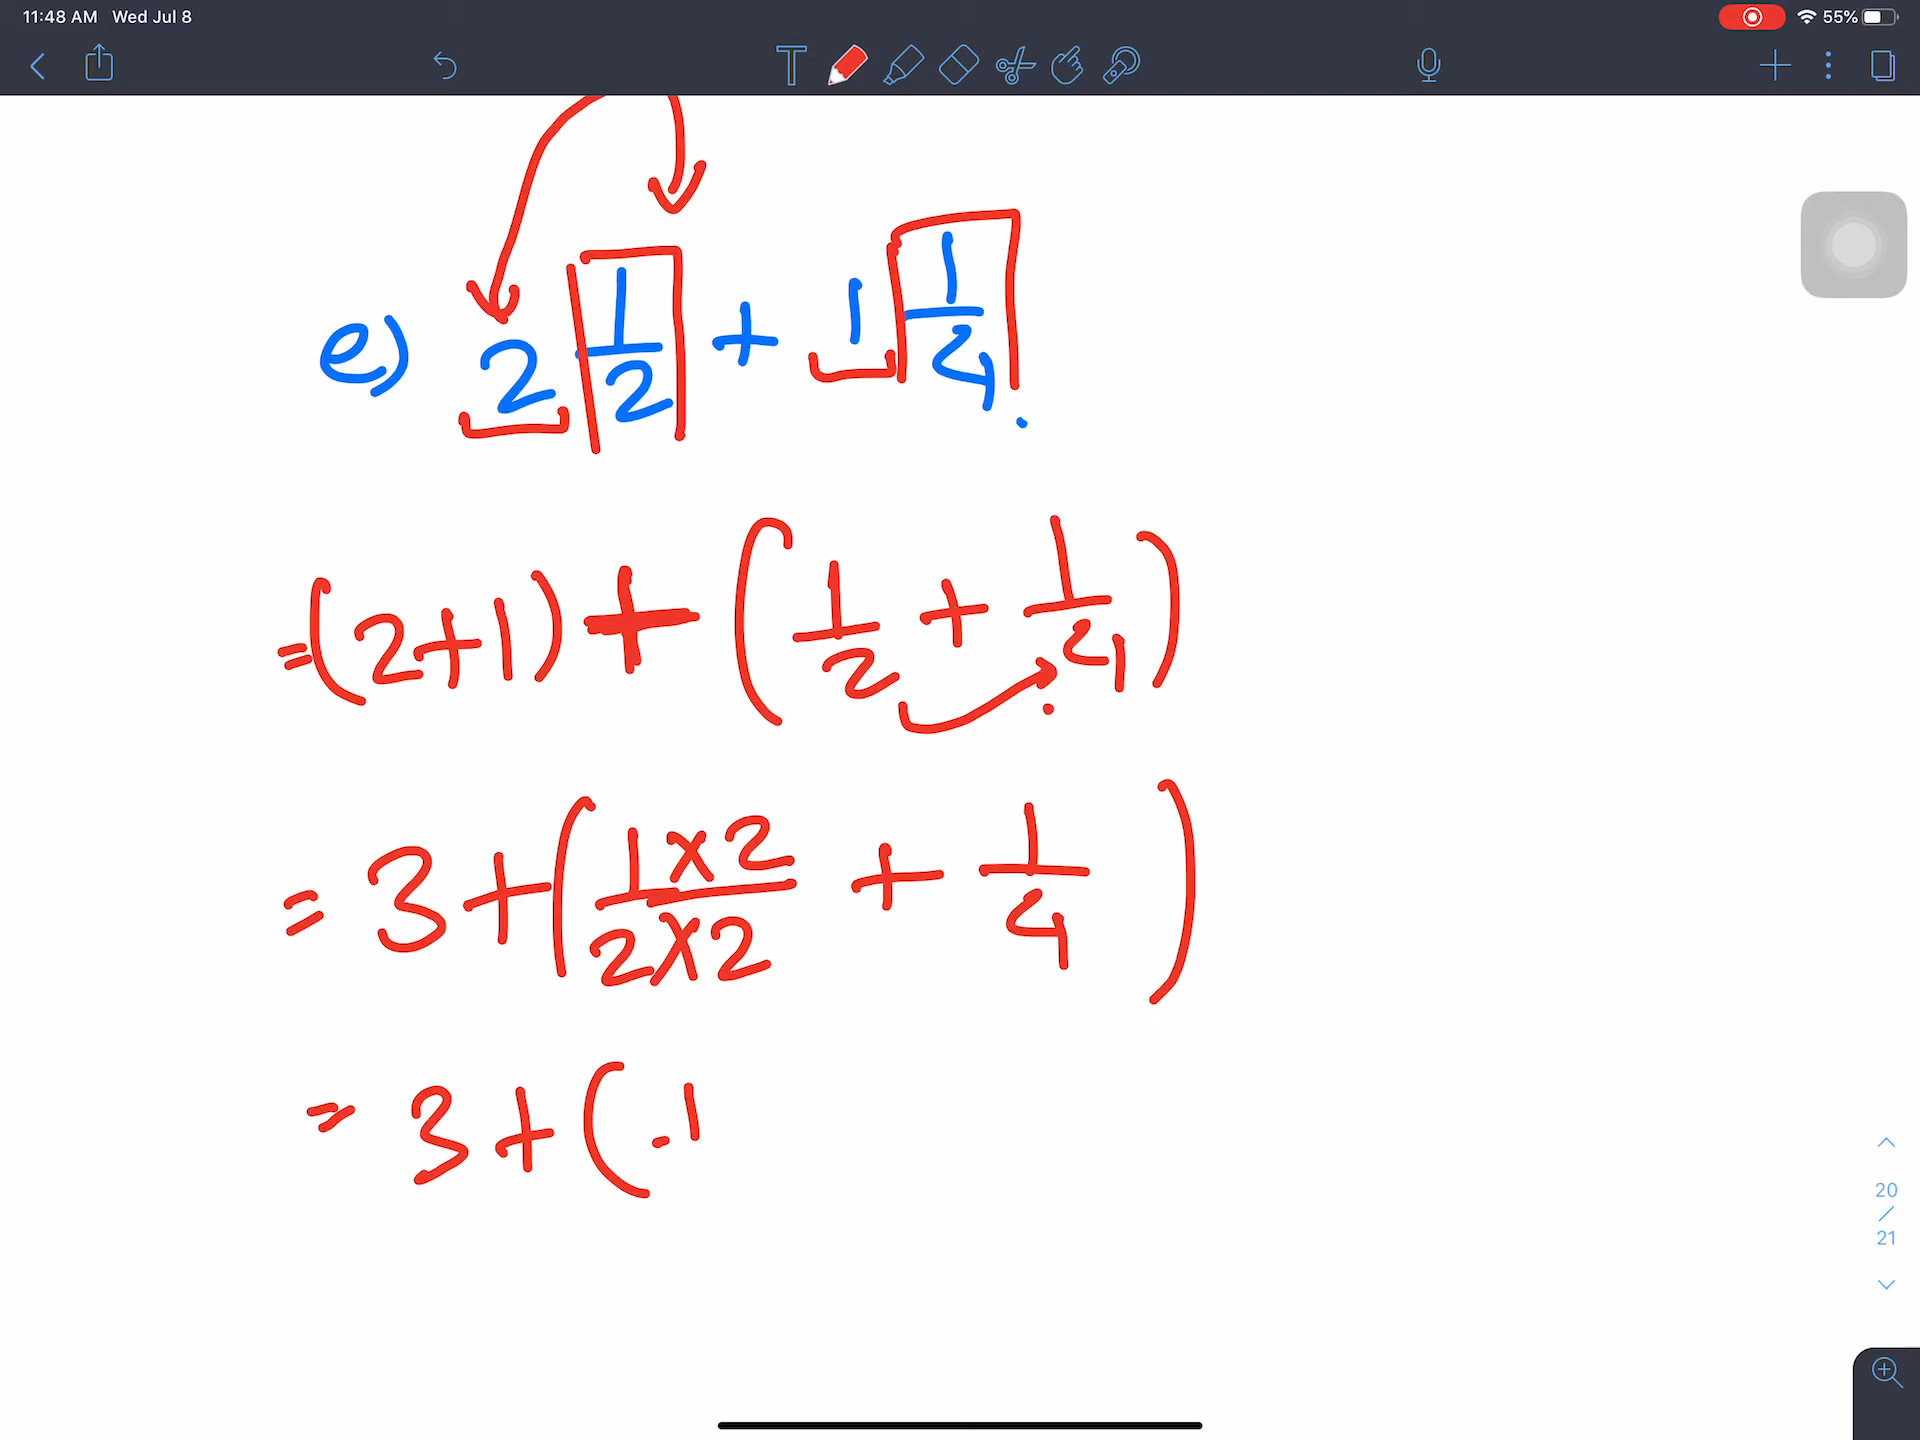 11:48 AM Wed Jul 8 55%
T
e) 2 1/2 + 1 1/4 .
=(2+1) + (1/2 + 1/4)
= 3+(1x2/2x2 + 1/4)
= 3+(.1
20
/
21